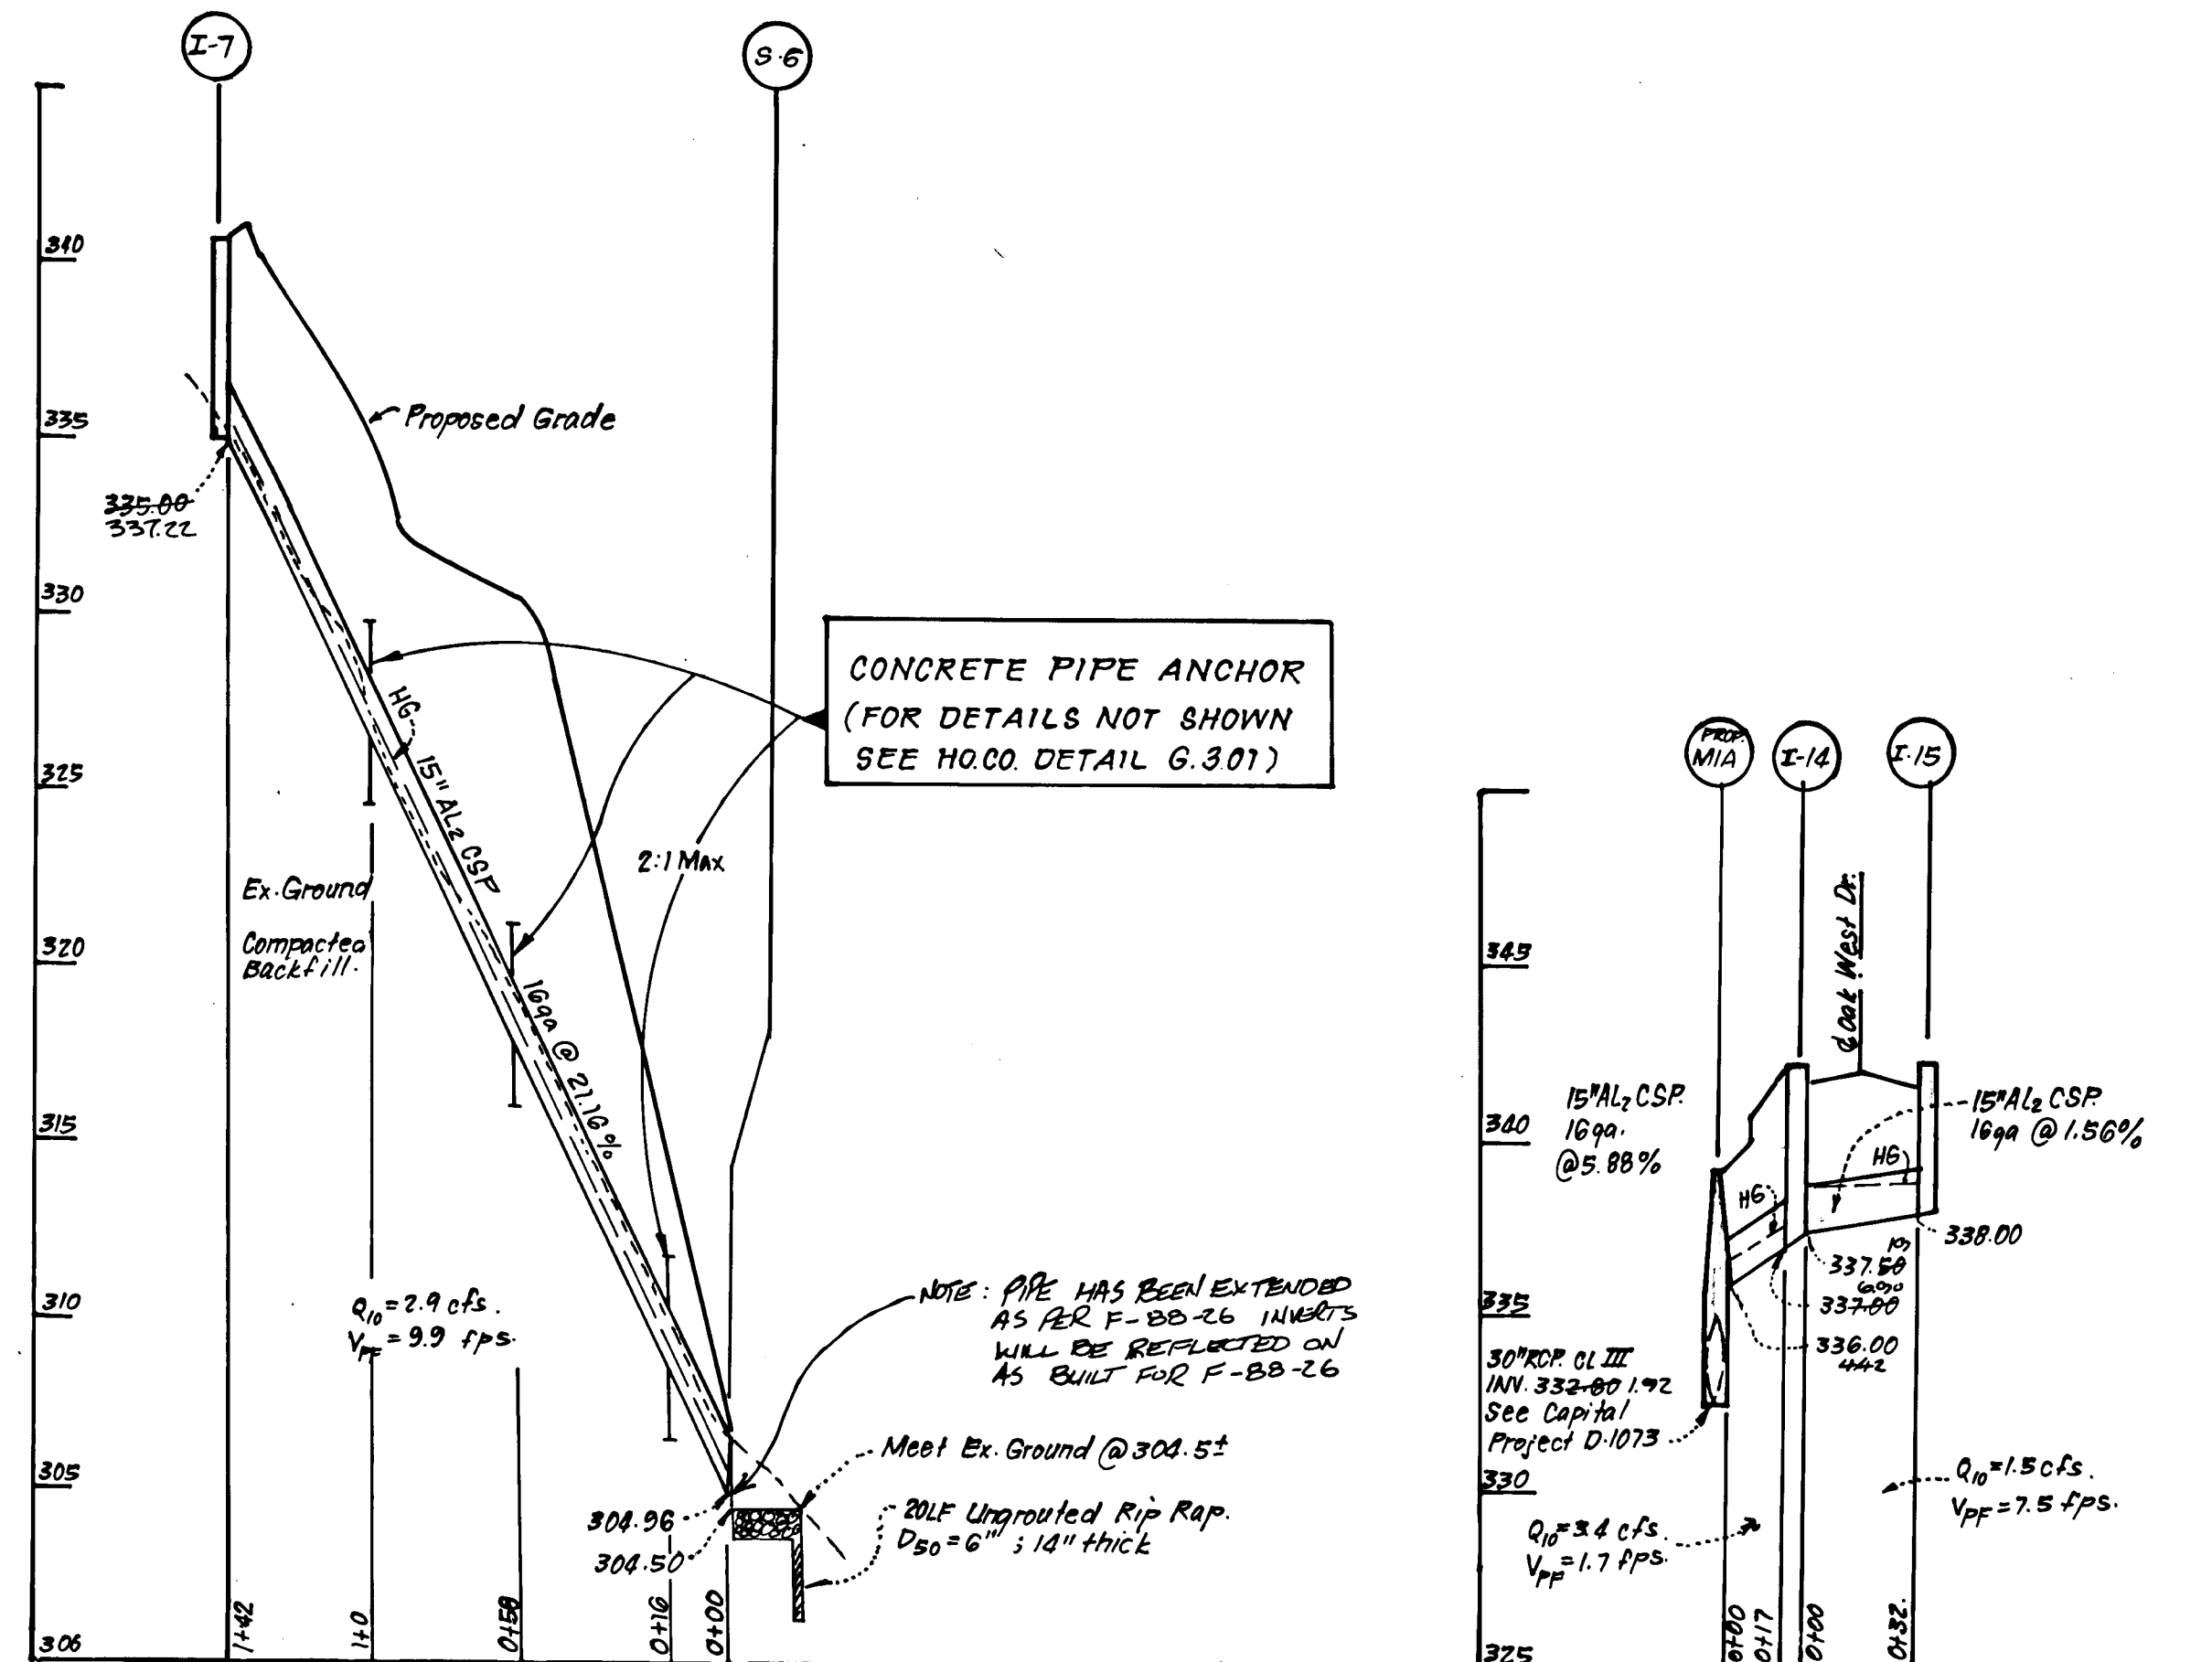 I-7
S-6
340
335
330
325
320
315
310
305
306
Proposed Grade
335.00
337.22
HG
15" AL2 CSP
16ga @ 21.16%
CONCRETE PIPE ANCHOR
(FOR DETAILS NOT SHOWN
SEE HO.CO. DETAIL G.3.01)
2:1 Max
Ex. Ground
Compacted
Backfill.
Q10 = 2.9 cfs.
VPF = 9.9 fps.
NOTE: PIPE HAS BEEN EXTENDED
AS PER F-88-26 INVERTS
WILL BE REFLECTED ON
AS BUILT FOR F-88-26
Meet Ex. Ground @ 304.5±
304.96
304.50
20LF Ungrouted Rip Rap.
D50 = 6"; 14" thick
1+42
1+0
0+58
0+16
0+00
PROP.
M1A
I-14
I-15
345
340
335
330
325
℄ Oak West Dr.
15" AL2 CSP.
16ga.
@ 5.88%
15" AL2 CSP.
16ga @ 1.56%
HG
HG
338.00
337.50
337.00
336.00
442
30" RCP. CL III
INV. 332.80 1.92
See Capital
Project D-1073
Q10 = 3.4 cfs.
VPF = 1.7 fps.
Q10 = 1.5 cfs.
VPF = 7.5 fps.
0+00
0+17
0+00
0+32.